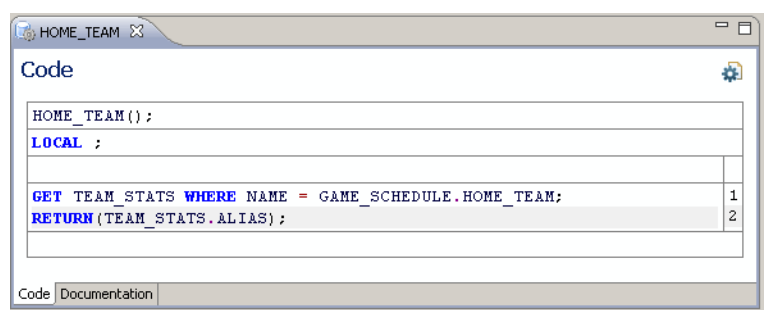 HOME_TEAM
Code
HOME_TEAM();
LOCAL ;
GET TEAM_STATS WHERE NAME = GAME_SCHEDULE.HOME_TEAM; 1
RETURN(TEAM_STATS.ALIAS); 2
Code Documentation